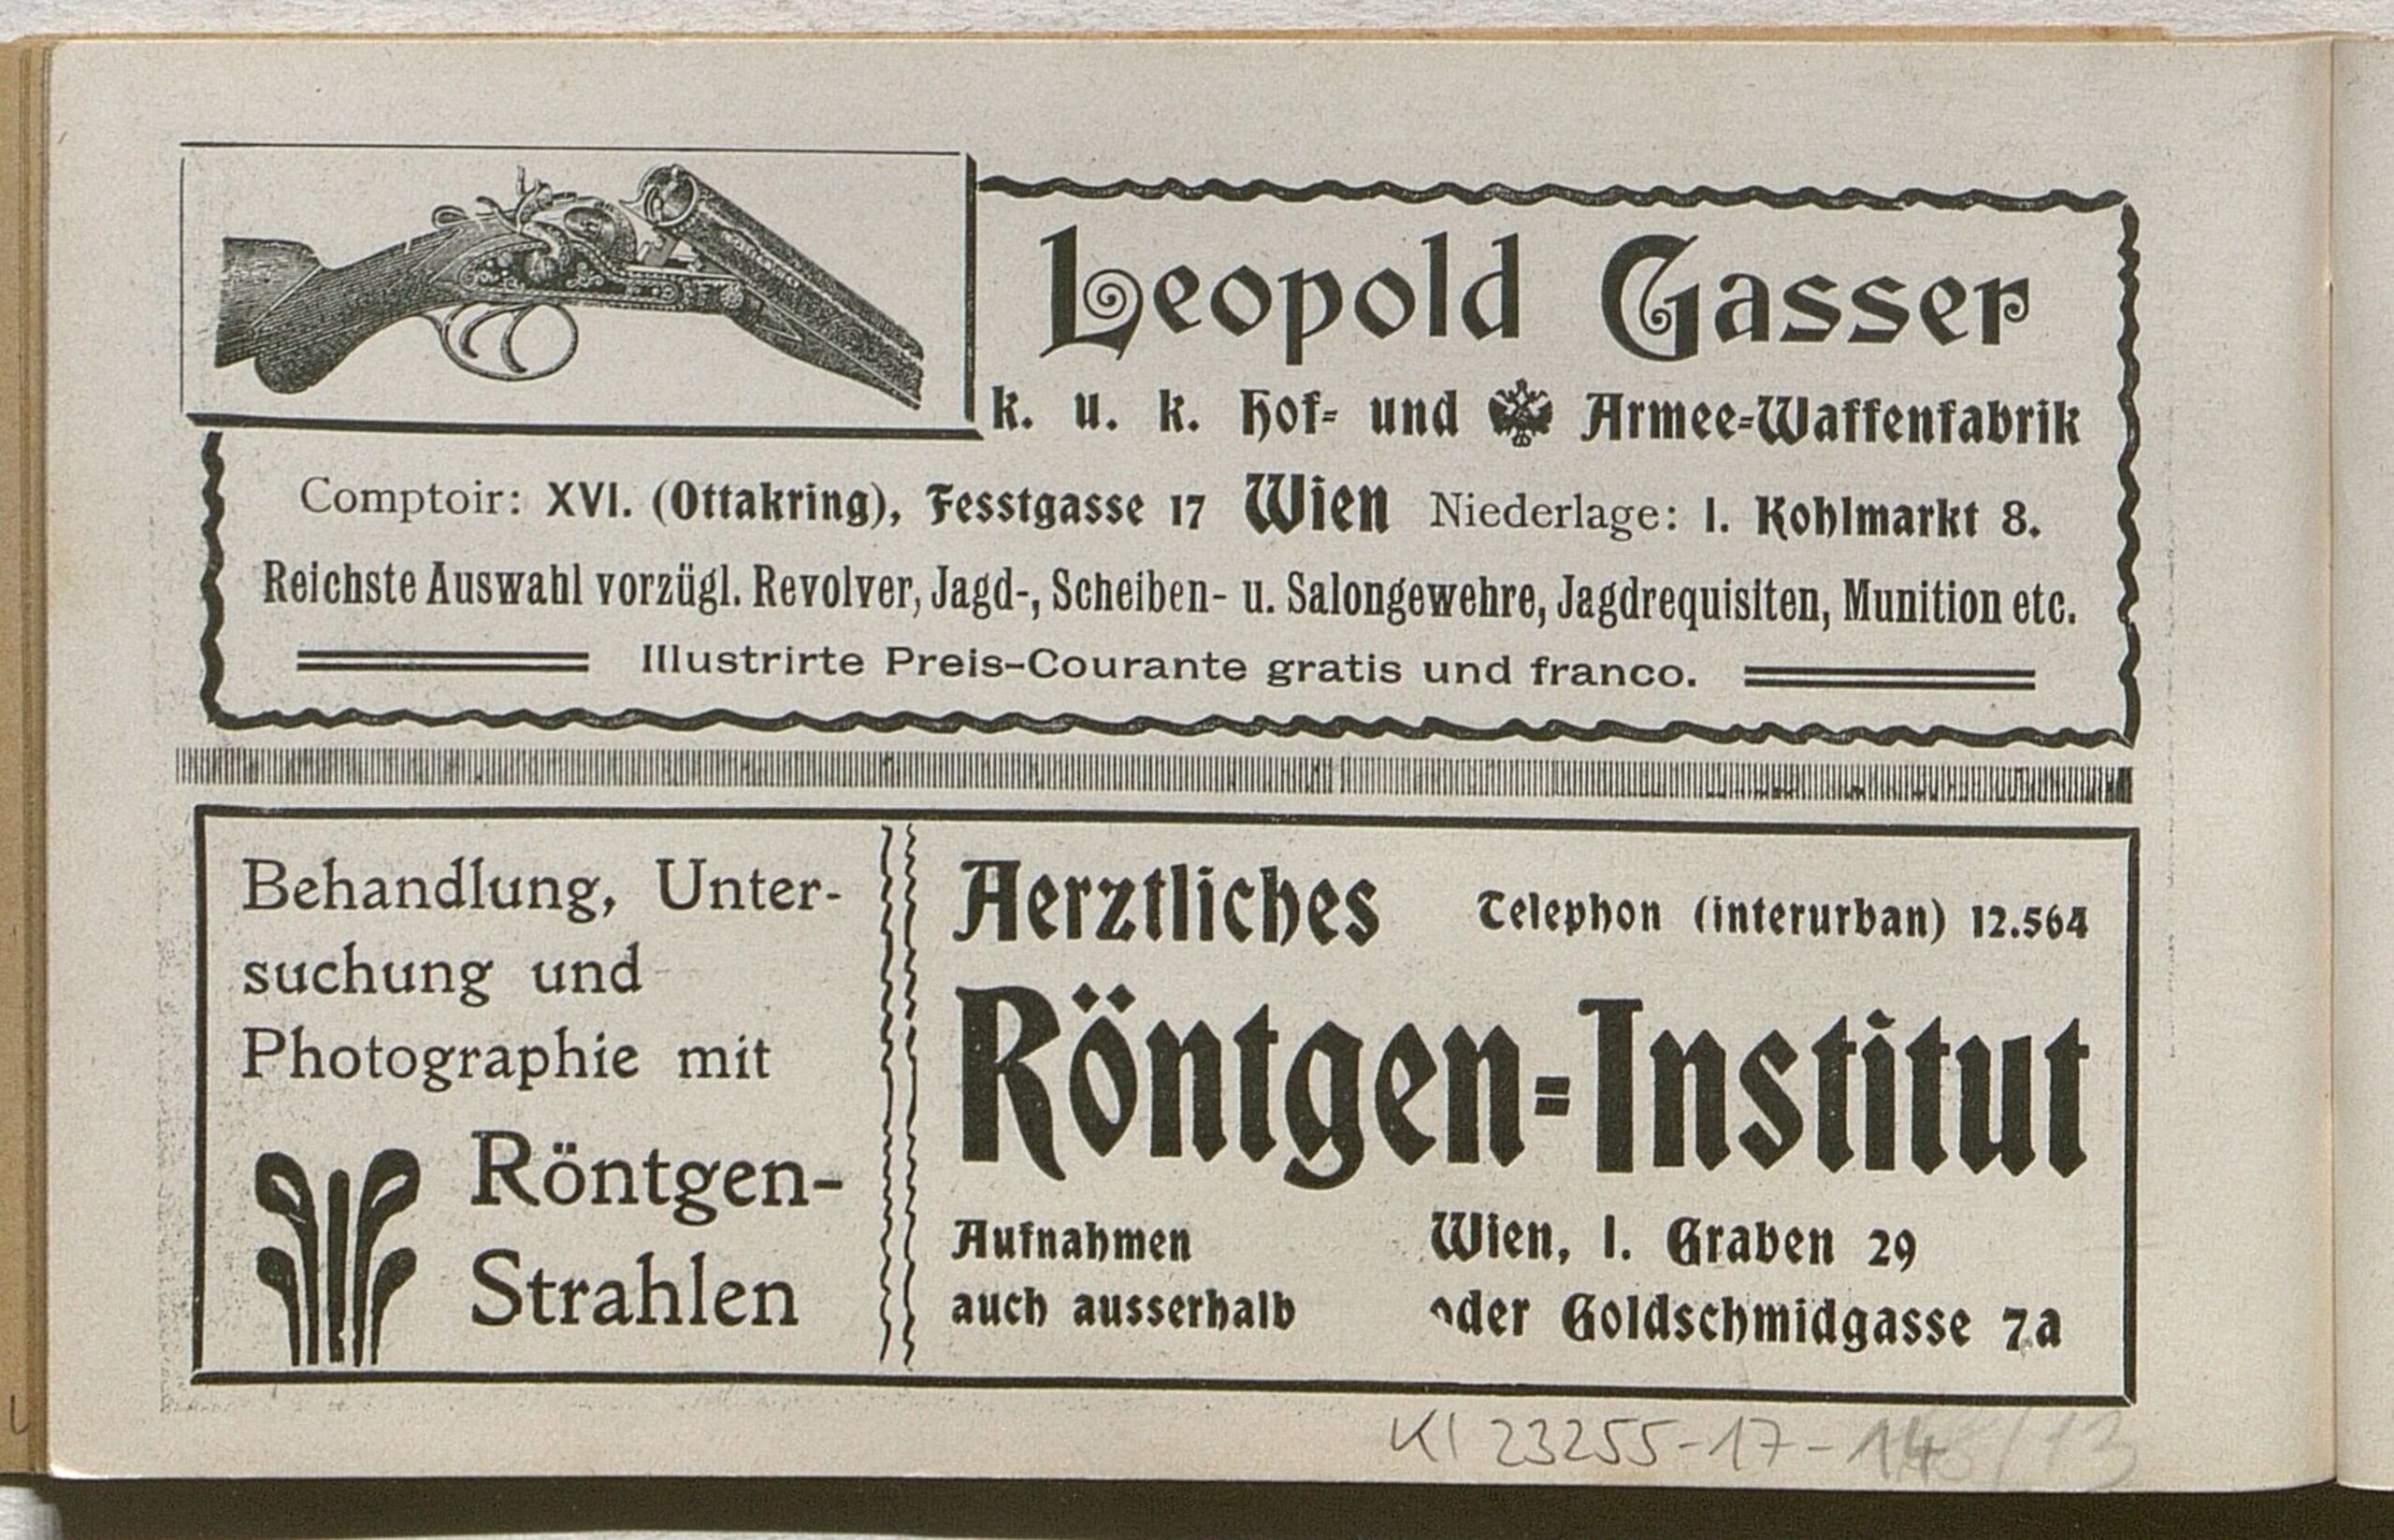 Leopold Gasser
k. u. k. Hof- und Armee-Waffenfabrik
Comptoir: XVI. (Ottakring), Fesstgasse 17 Wien Niederlage: I. Kohlmarkt 8.
Reichste Auswahl vorzügl. Revolver, Jagd-, Scheiben- u. Salongewehre, Jagdrequisiten, Munition etc.
Illustrirte Preis-Courante gratis und franco.
Behandlung, Unter-
suchung und
Photographie mit
Röntgen-
Strahlen
Aerztliches Telephon (interurban) 12.564
Röntgen-Institut
Aufnahmen
auch ausserhalb
Wien, I. Graben 29
oder Goldschmidgasse 7a
KI 23255-17-14